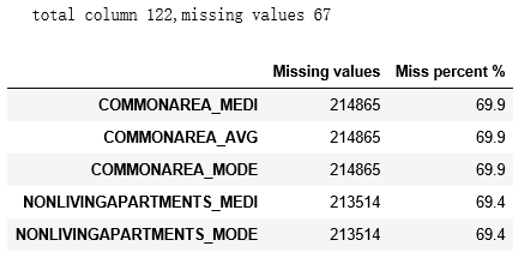 total column 122,missing values 67
Missing values Miss percent %
COMMONAREA_MEDI 214865 69.9
COMMONAREA_AVG 214865 69.9
COMMONAREA_MODE 214865 69.9
NONLIVINGAPARTMENTS_MEDI 213514 69.4
NONLIVINGAPARTMENTS_MODE 213514 69.4